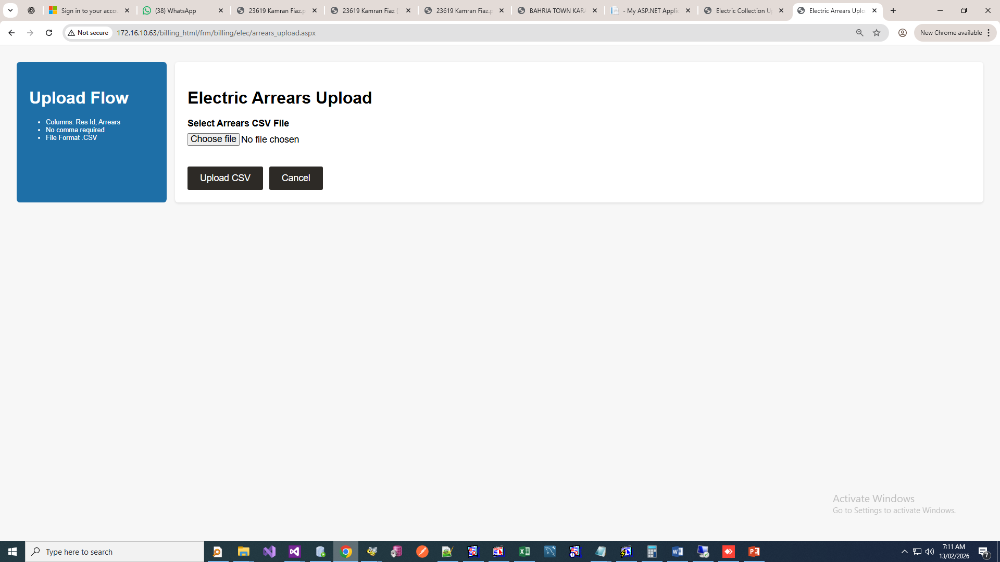 Sign in to your accou
(38) WhatsApp
23619 Kamran Fiaz.p
23619 Kamran Fiaz (
23619 Kamran Fiaz.p
BAHRIA TOWN KARA
- My ASP.NET Applic
Electric Collection Up
Electric Arrears Uplo
Not secure
172.16.10.63/billing_html/frm/billing/elec/arrears_upload.aspx
New Chrome available
Upload Flow
• Columns: Res Id, Arrears
• No comma required
• File Format .CSV
Electric Arrears Upload
Select Arrears CSV File
Choose file No file chosen
Upload CSV
Cancel
Activate Windows
Go to Settings to activate Windows.
Type here to search
7:11 AM
13/02/2026
7